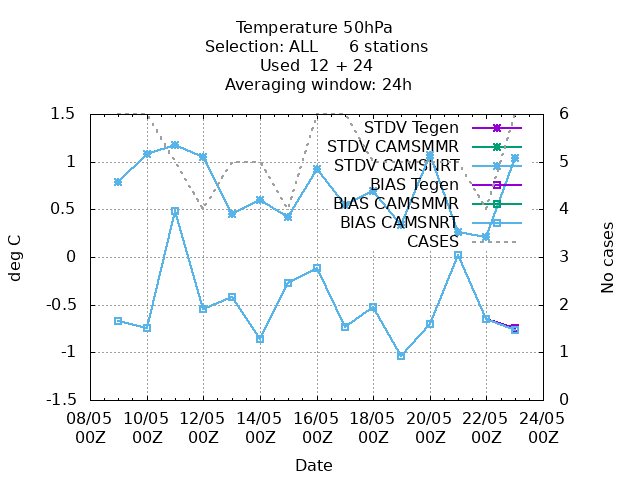 Temperature 50hPa
Selection: ALL 6 stations
Used 12 + 24
Averaging window: 24h
1.5
1
0.5
0
-0.5
-1
-1.5
deg C
6
5
4
3
2
1
0
No cases
STDV Tegen
STDV CAMSMMR
STDV CAMSNRT
BIAS Tegen
BIAS CAMSMMR
BIAS CAMSNRT
CASES
08/05 10/05 12/05 14/05 16/05 18/05 20/05 22/05 24/05
00Z 00Z 00Z 00Z 00Z 00Z 00Z 00Z 00Z
Date